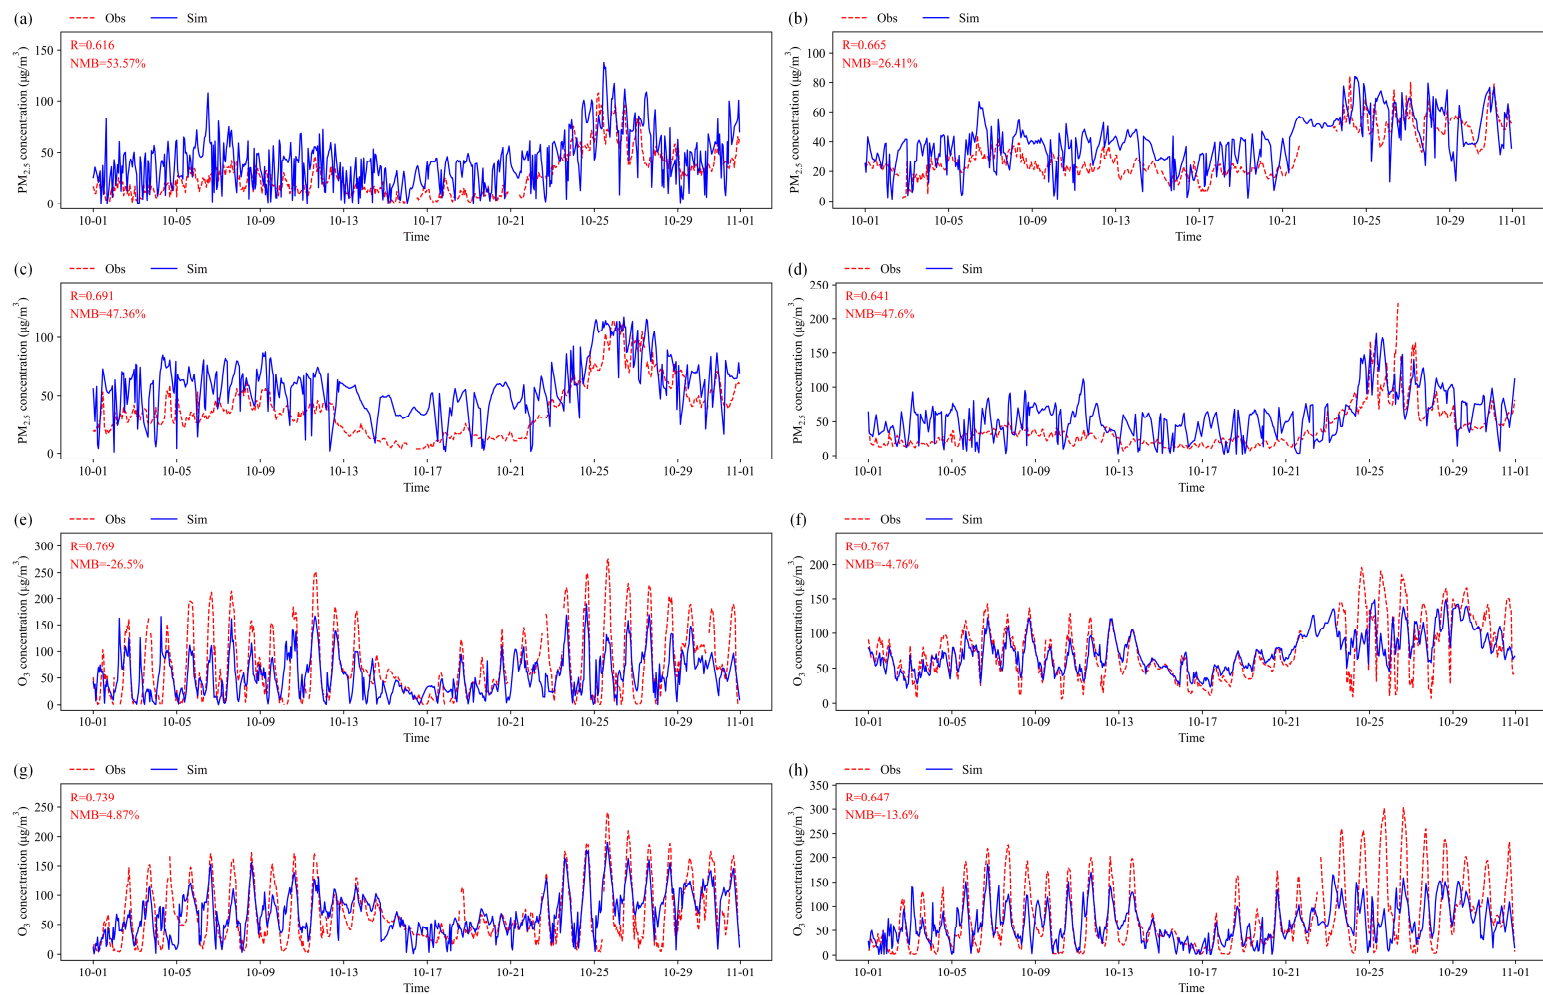 (a) Obs Sim
R=0.616
NMB=53.57%
PM2.5 concentration (μg/m3)
150
100
50
0
10-01 10-05 10-09 10-13 10-17 10-21 10-25 10-29 11-01
Time
(b) Obs Sim
R=0.665
NMB=26.41%
PM2.5 concentration (μg/m3)
100
80
60
40
20
0
10-01 10-05 10-09 10-13 10-17 10-21 10-25 10-29 11-01
Time
(c) Obs Sim
R=0.691
NMB=47.36%
PM2.5 concentration (μg/m3)
100
50
0
10-01 10-05 10-09 10-13 10-17 10-21 10-25 10-29 11-01
Time
(d) Obs Sim
R=0.641
NMB=47.6%
PM2.5 concentration (μg/m3)
250
200
150
100
50
0
10-01 10-05 10-09 10-13 10-17 10-21 10-25 10-29 11-01
Time
(e) Obs Sim
R=0.769
NMB=-26.5%
O3 concentration (μg/m3)
300
250
200
150
100
50
0
10-01 10-05 10-09 10-13 10-17 10-21 10-25 10-29 11-01
Time
(f) Obs Sim
R=0.767
NMB=-4.76%
O3 concentration (μg/m3)
200
150
100
50
0
10-01 10-05 10-09 10-13 10-17 10-21 10-25 10-29 11-01
Time
(g) Obs Sim
R=0.739
NMB=4.87%
O3 concentration (μg/m3)
250
200
150
100
50
0
10-01 10-05 10-09 10-13 10-17 10-21 10-25 10-29 11-01
Time
(h) Obs Sim
R=0.647
NMB=-13.6%
O3 concentration (μg/m3)
350
300
250
200
150
100
50
0
10-01 10-05 10-09 10-13 10-17 10-21 10-25 10-29 11-01
Time